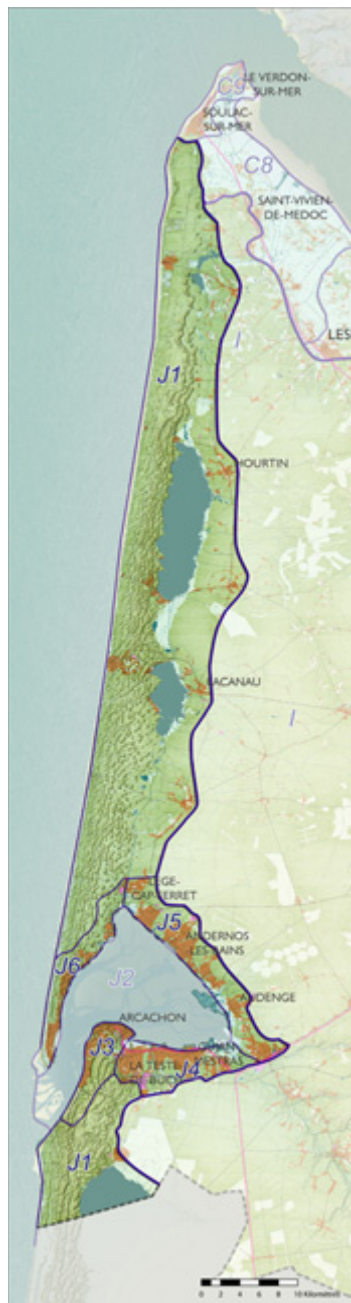 C9
LE VERDON-
SUR-MER
SOULAC-
SUR-MER
C8
SAINT-VIVIEN-
DE-MEDOC
I
LES
J1
HOURTIN
LACANAU
I
LEGE-
CAP-FERRET
J5
ANDERNOS
LES-BAINS
J6
J2
AUDENGE
ARCACHON
J3
GUJAN
MESTRAS
LA TESTE-
DE-BUCH
J4
J1
0 2 4 6 8 10 Kilomètres